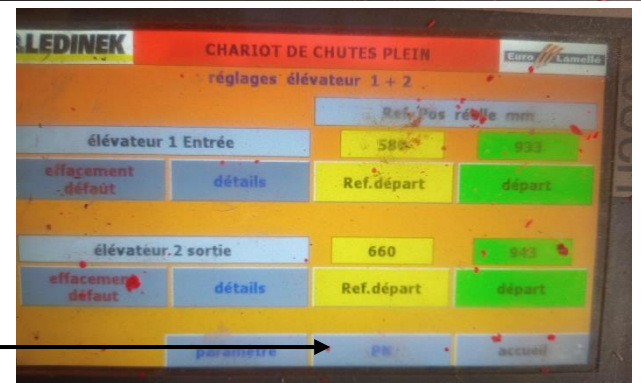 LEDINEK CHARIOT DE CHUTES PLEIN Euro Lamellé
réglages élévateur 1 + 2
Ref. Pos réelle mm
élévateur 1 Entrée 580 933
effacement défaut détails Ref.départ départ
élévateur 2 sortie 660 943
effacement défaut détails Ref.départ départ
paramètre PK accueil